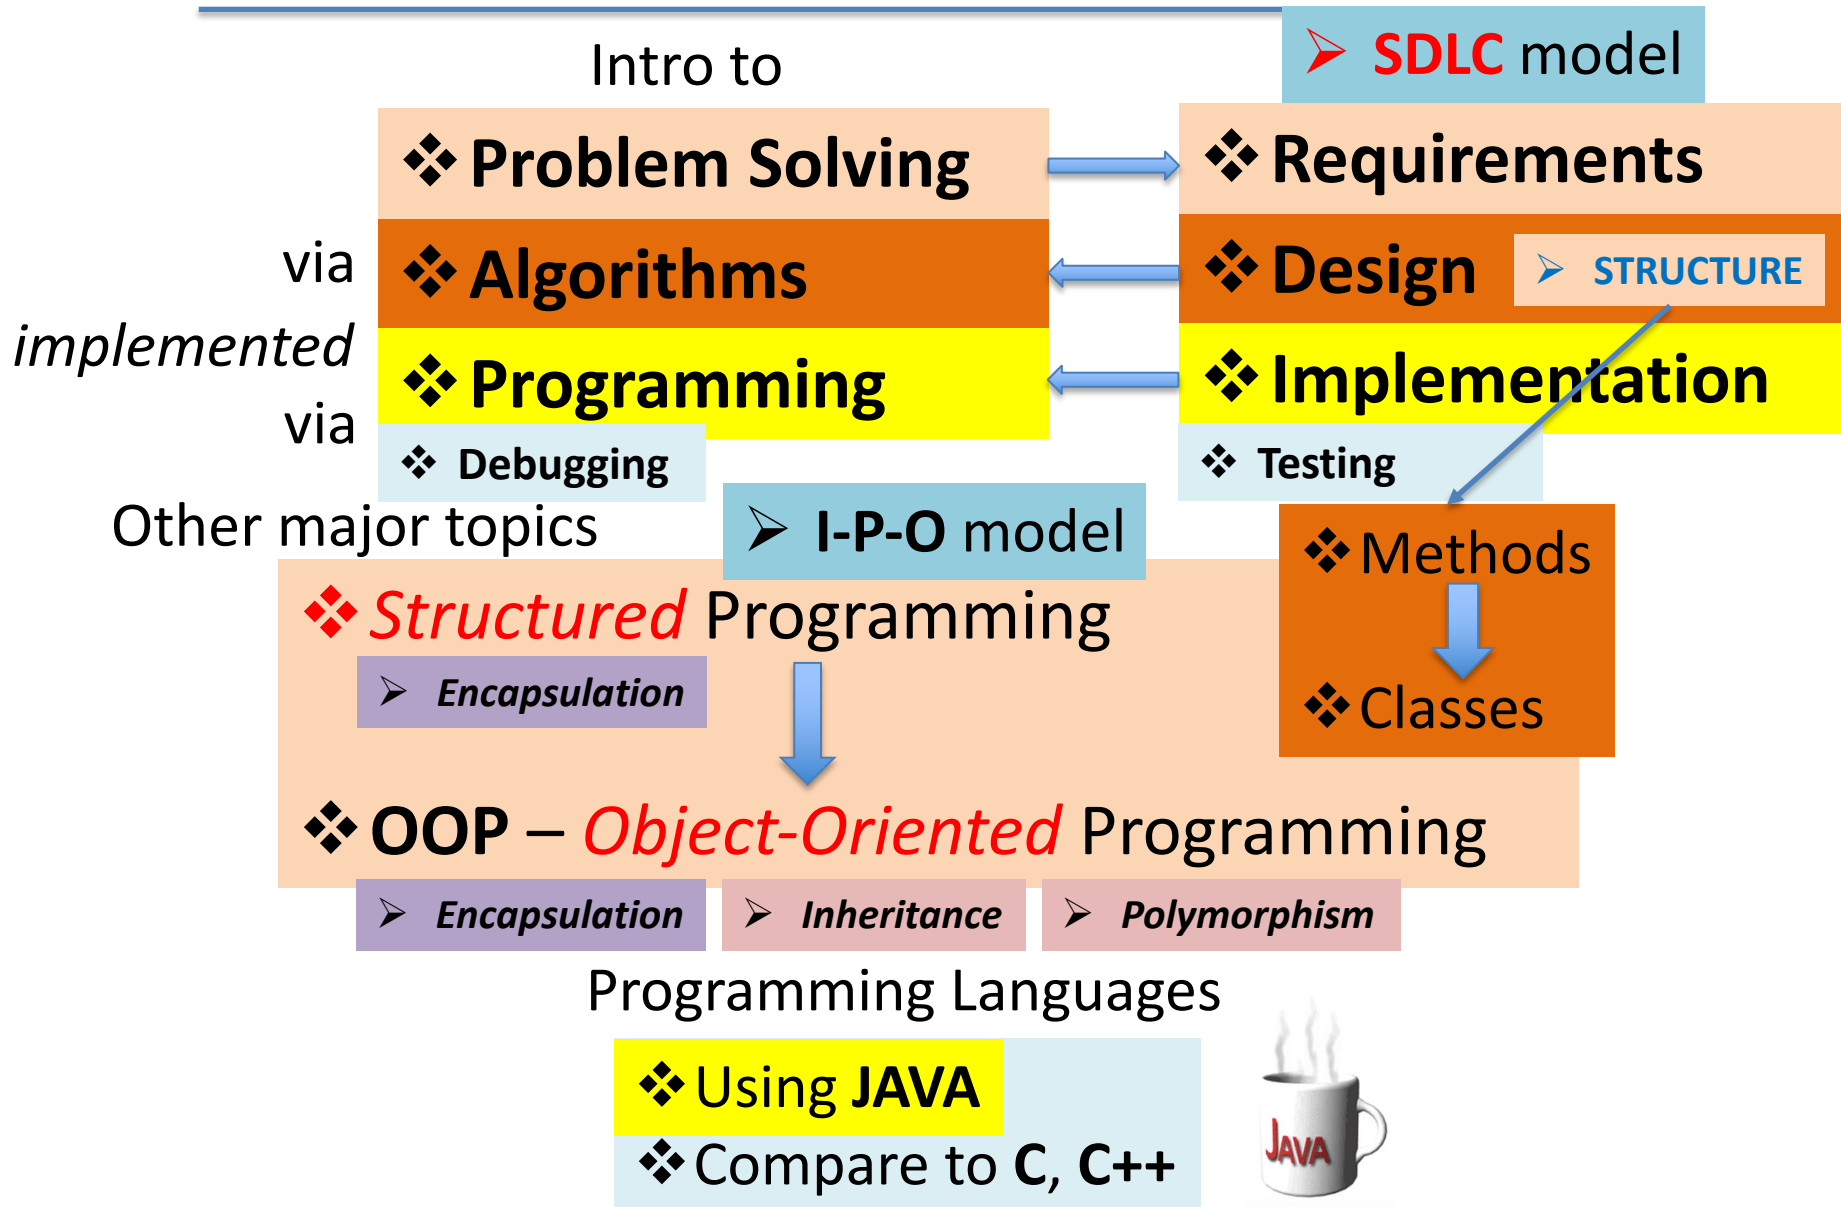 Intro to
SDLC model
Problem Solving
Requirements
via
Algorithms
Design
STRUCTURE
implemented
Programming
Implementation
via
Debugging
Testing
Other major topics
I-P-O model
Methods
Structured Programming
Encapsulation
Classes
OOP – Object-Oriented Programming
Encapsulation
Inheritance
Polymorphism
Programming Languages
Using JAVA
Compare to C, C++
JAVA